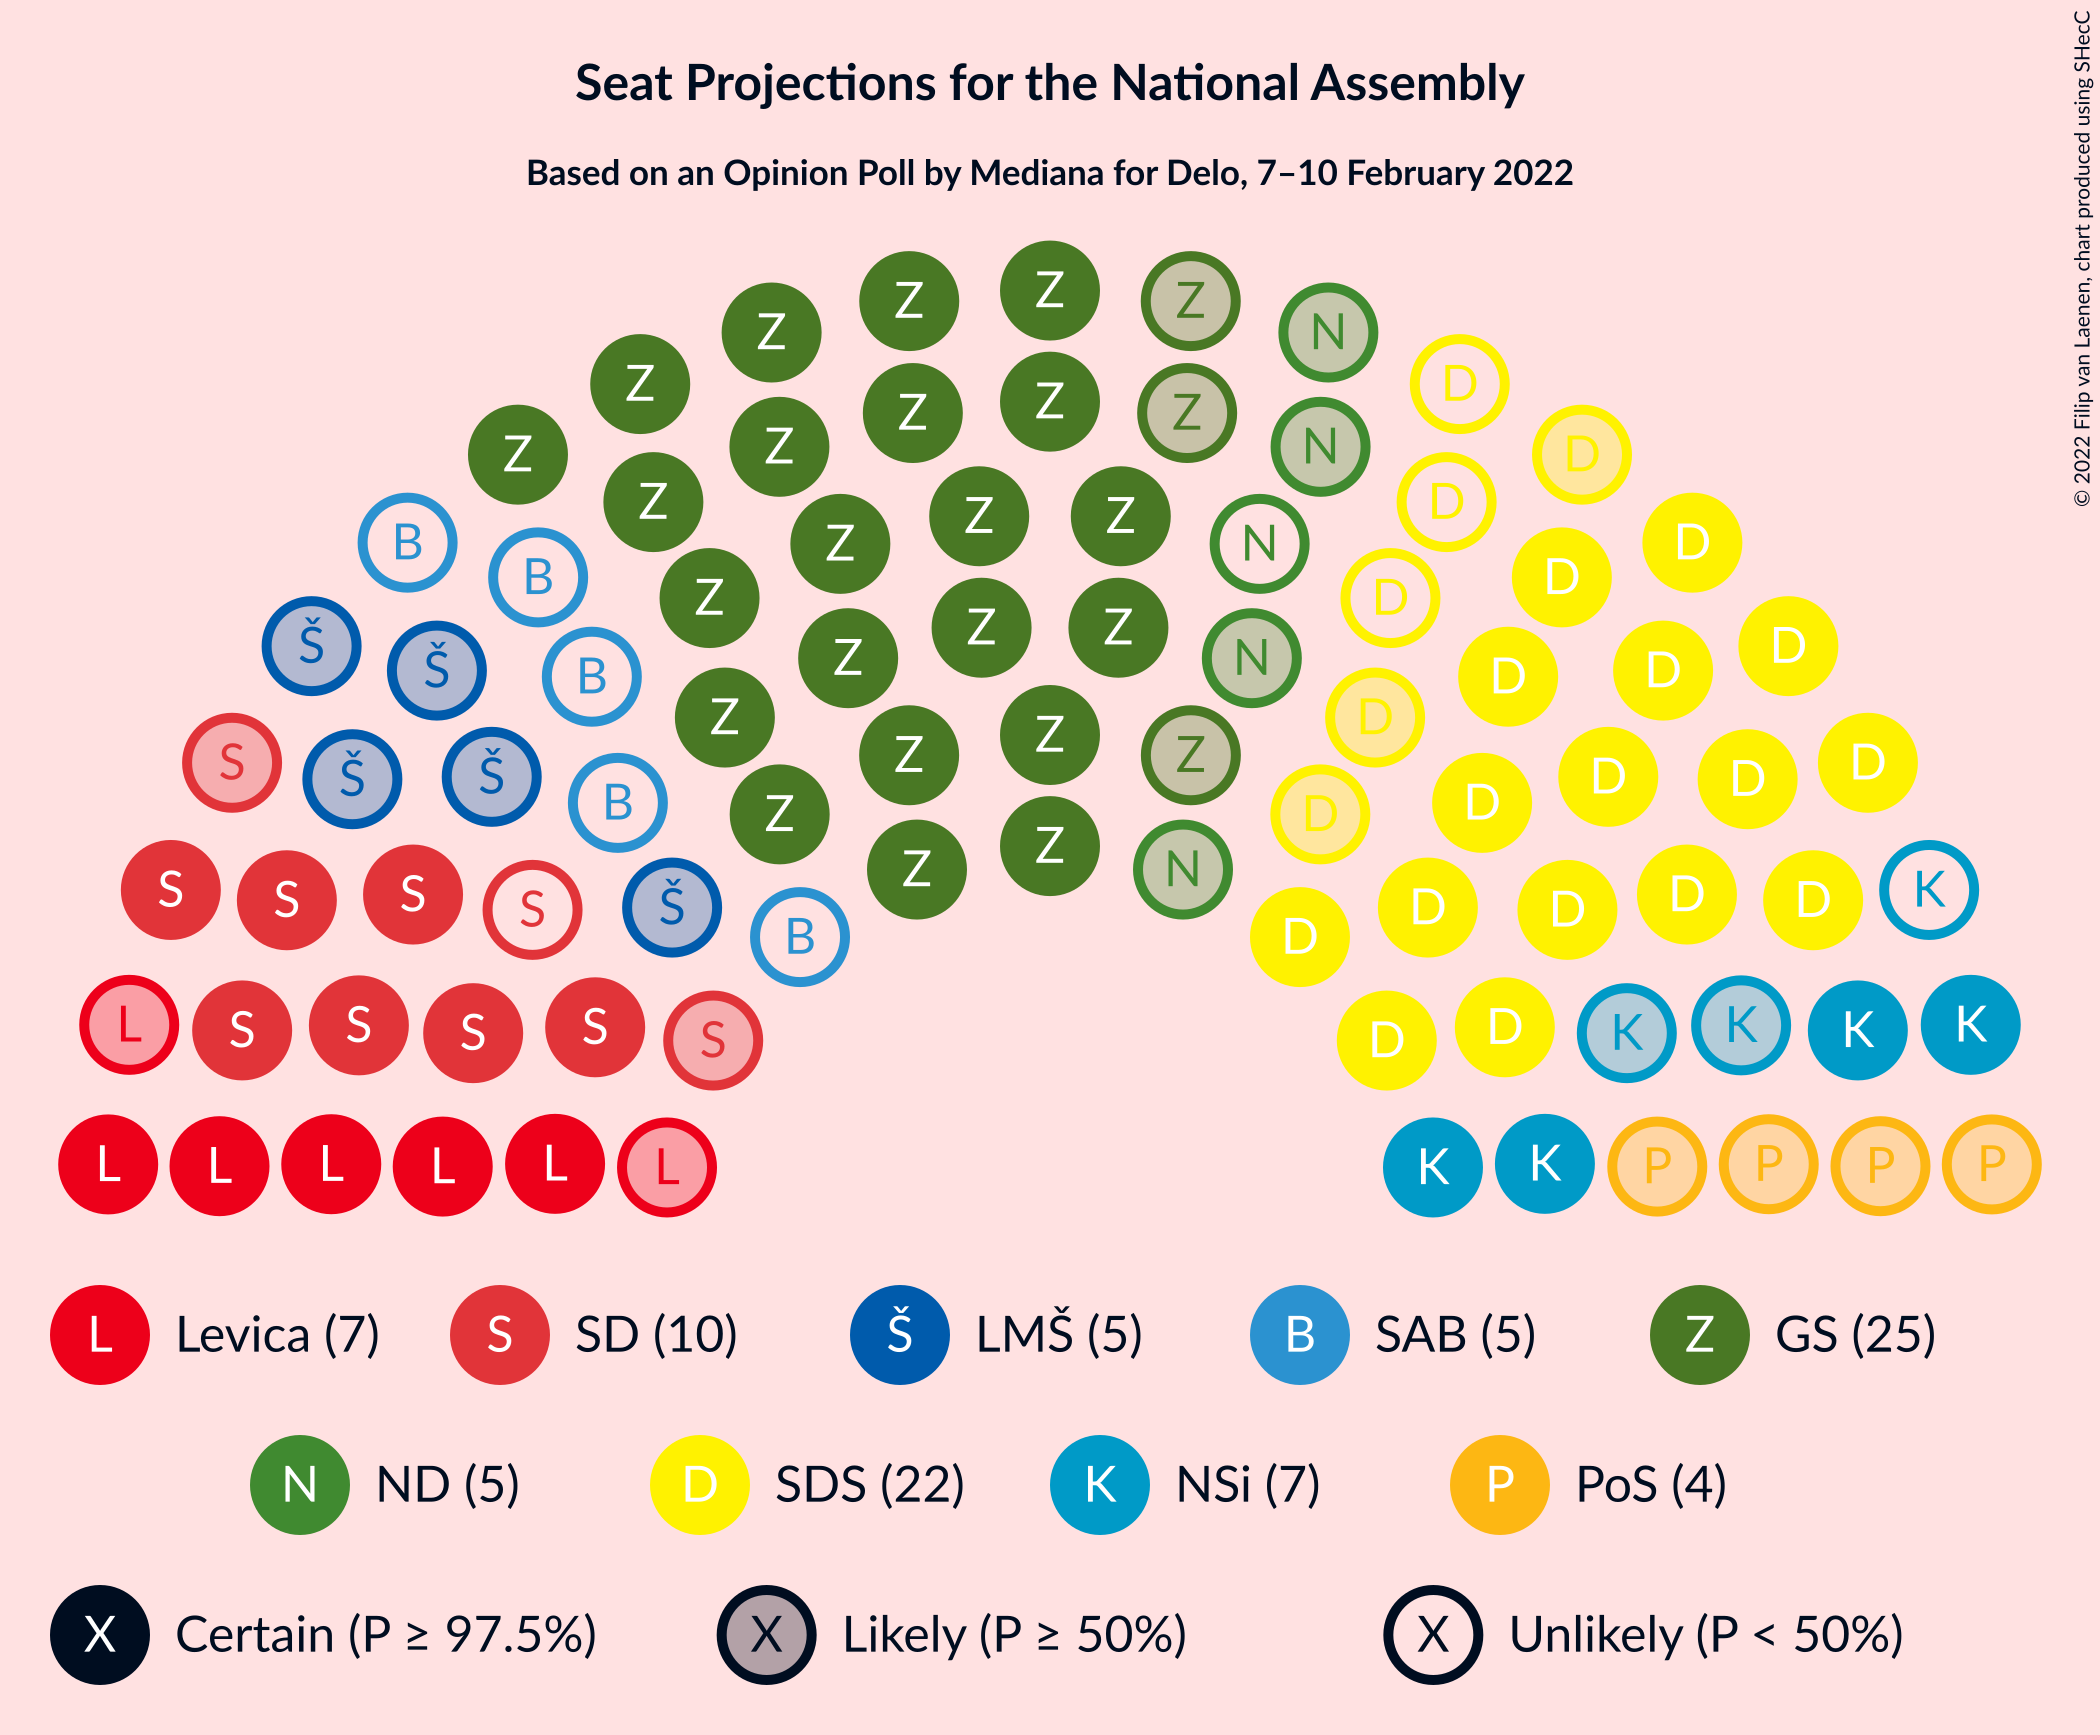 Seat Projections for the National Assembly
Based on an Opinion Poll by Mediana for Delo, 7–10 February 2022
© 2022 Filip van Laenen, chart produced using SHecC
Z Z Z Z N
Z Z D
Z Z Z Z N
Z D
B Z Z D
B Z Z Z N D
B Z Z D D
Š Š B Z Z Z Z N D D D
S Š Š B Z Z Z Z D D D D D D
S S S S Š B Z Z Z N D D D D D K
L S S S S S D D K K K K
L L L L L L K K P P P P
L Levica (7) S SD (10) Š LMŠ (5) B SAB (5) Z GS (25)
N ND (5) D SDS (22) K NSi (7) P PoS (4)
X Certain (P ≥ 97.5%) X Likely (P ≥ 50%) X Unlikely (P < 50%)